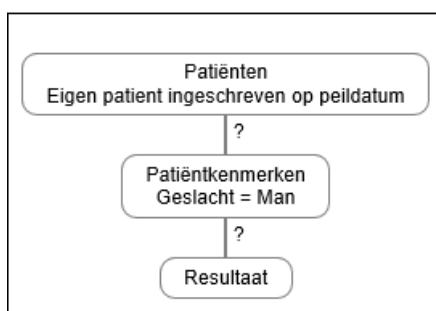 Patiënten
Eigen patient ingeschreven op peildatum
?
Patiëntkenmerken
Geslacht = Man
?
Resultaat